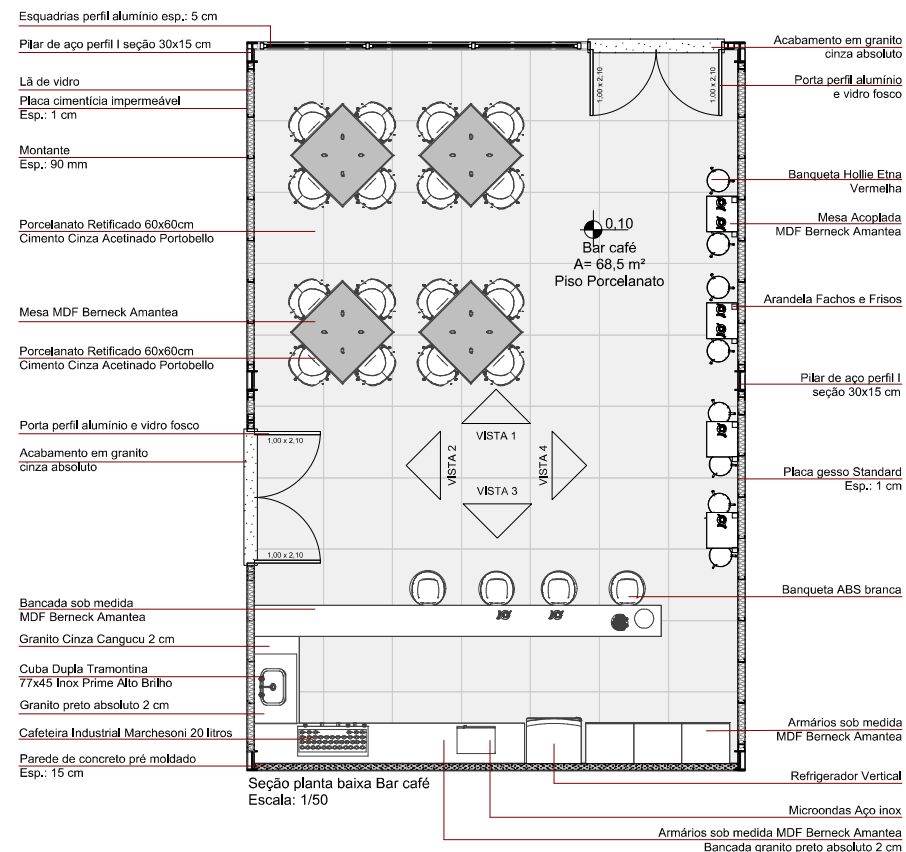 Esquadrias perfil alumínio esp.: 5 cm
Pilar de aço perfil I seção 30x15 cm
Lã de vidro
Placa cimentícia impermeável
Esp.: 1 cm
Montante
Esp.: 90 mm
Porcelanato Retificado 60x60cm
Cimento Cinza Acetinado Portobello
Mesa MDF Berneck Amantea
Porcelanato Retificado 60x60cm
Cimento Cinza Acetinado Portobello
Porta perfil alumínio e vidro fosco
Acabamento em granito
cinza absoluto
Bancada sob medida
MDF Berneck Amantea
Granito Cinza Cangucu 2 cm
Cuba Dupla Tramontina
77x45 Inox Prime Alto Brilho
Granito preto absoluto 2 cm
Cafeteira Industrial Marchesoni 20 litros
Parede de concreto pré moldado
Esp.: 15 cm
1,00 x 2,10
1,00 x 2,10
0,10
Bar café
A= 68,5 m²
Piso Porcelanato
VISTA 1
VISTA 2
VISTA 4
VISTA 3
1,00 x 2,10
1,00 x 2,10
Seção planta baixa Bar café
Escala: 1/50
Acabamento em granito
cinza absoluto
Porta perfil alumínio
e vidro fosco
Banqueta Hollie Etna
Vermelha
Mesa Acoplada
MDF Berneck Amantea
Arandela Fachos e Frisos
Pilar de aço perfil I
seção 30x15 cm
Placa gesso Standard
Esp.: 1 cm
Banqueta ABS branca
Armários sob medida
MDF Berneck Amantea
Refrigerador Vertical
Microondas Aço inox
Armários sob medida MDF Berneck Amantea
Bancada granito preto absoluto 2 cm